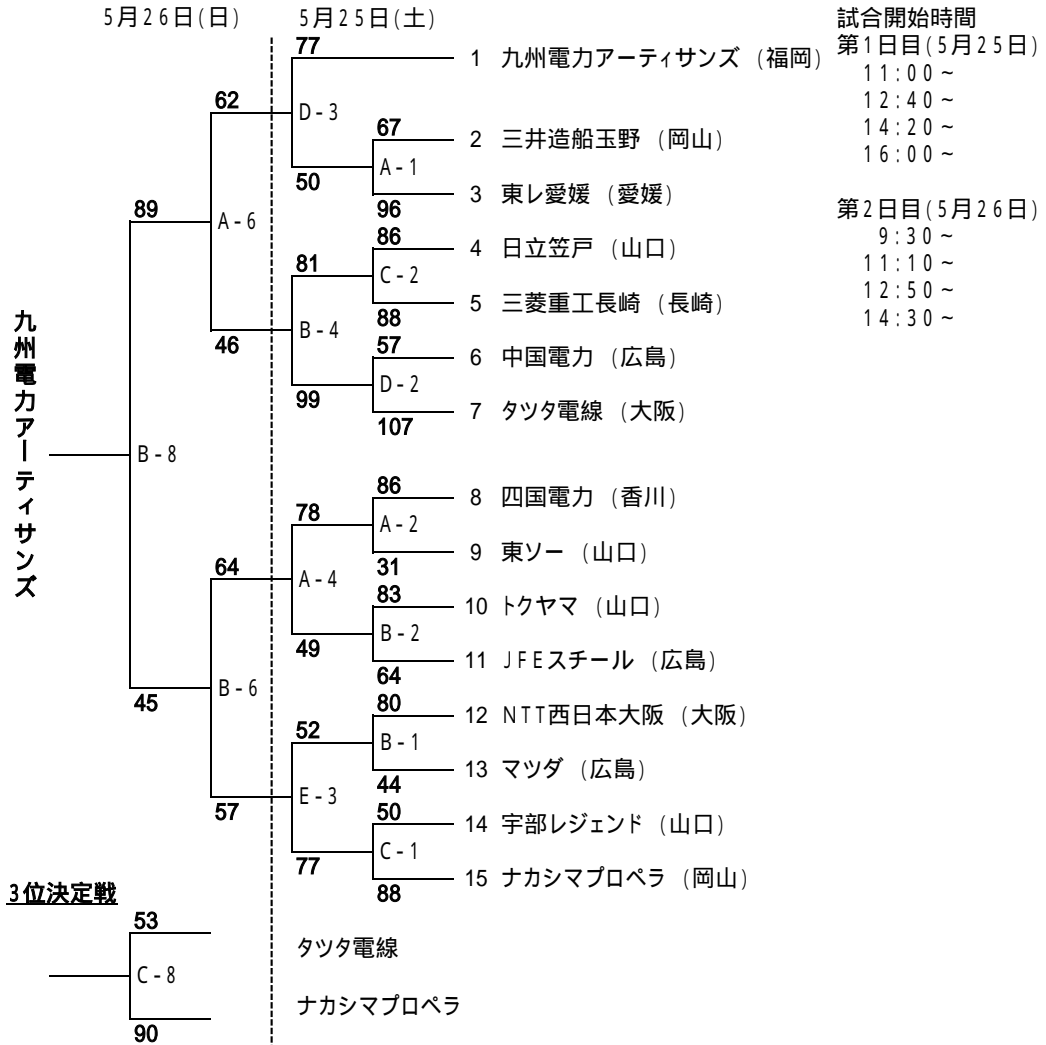 5月26日(日)
5月25日(土)
試合開始時間
第1日目(5月25日)
11:00~
12:40~
14:20~
16:00~
第2日目(5月26日)
9:30~
11:10~
12:50~
14:30~
77
1 九州電力アーティサンズ (福岡)
62
D-3
67
2 三井造船玉野 (岡山)
A-1
50
3 東レ愛媛 (愛媛)
96
89
A-6
86
4 日立笠戸 (山口)
81
C-2
5 三菱重工長崎 (長崎)
88
46
B-4
57
6 中国電力 (広島)
D-2
99
7 タツタ電線 (大阪)
107
九州電力アーティサンズ
B-8
86
8 四国電力 (香川)
78
A-2
9 東ソー (山口)
31
64
A-4
83
10 トクヤマ (山口)
B-2
49
11 JFEスチール (広島)
64
45
B-6
80
12 NTT西日本大阪 (大阪)
52
B-1
13 マツダ (広島)
44
57
E-3
50
14 宇部レジェンド (山口)
C-1
77
15 ナカシマプロペラ (岡山)
88
3位決定戦
53
タツタ電線
C-8
ナカシマプロペラ
90